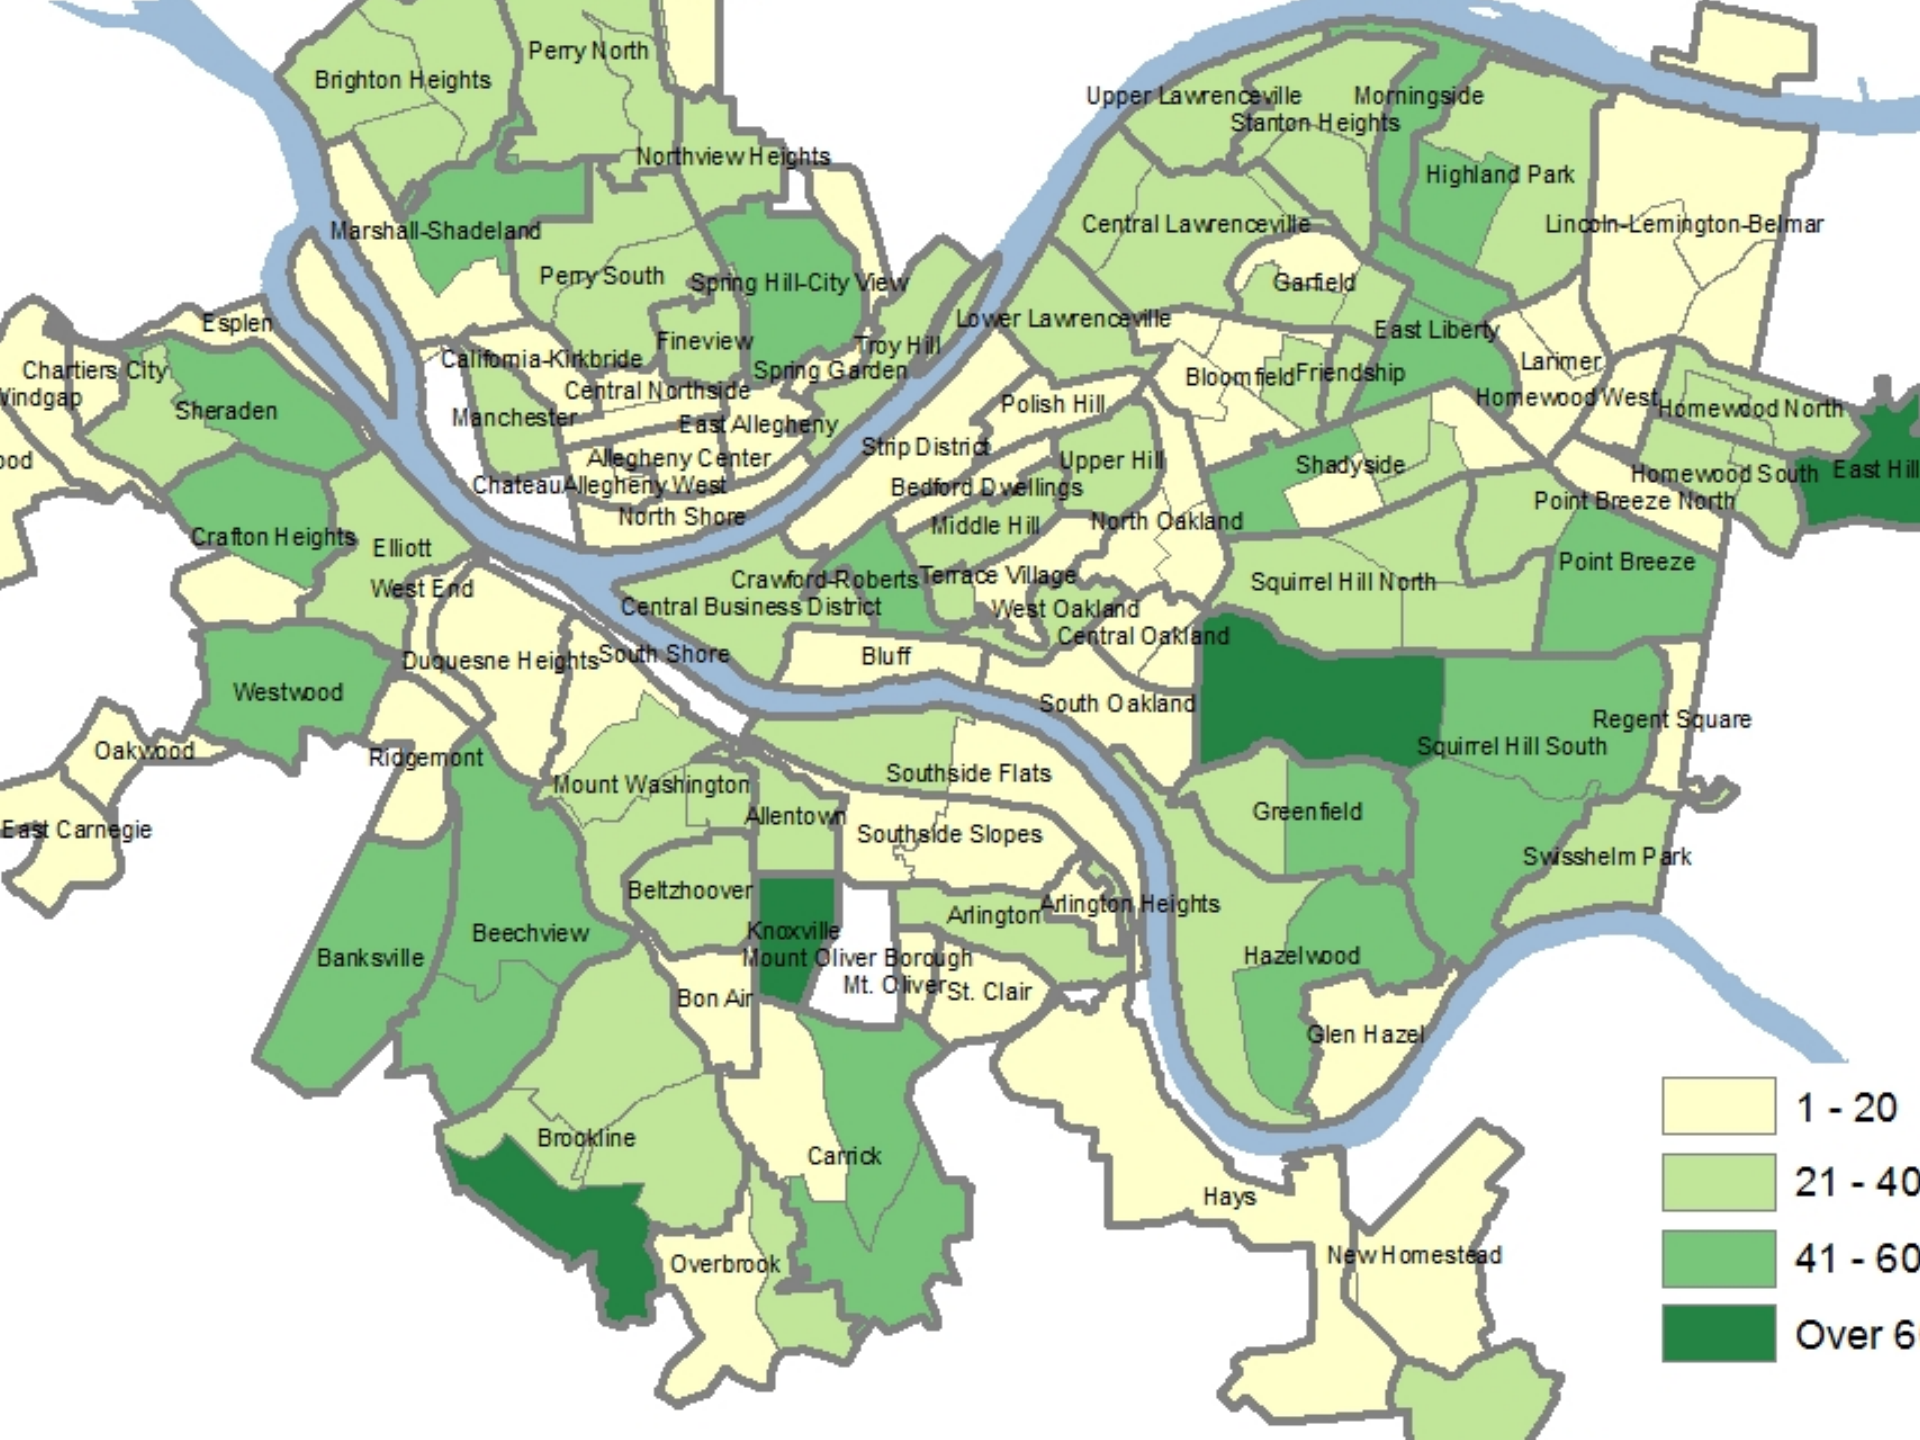 Perry North
Brighton Heights
Upper Lawrenceville
Morningside
Stanton Heights
Northview Heights
Highland Park
Marshall-Shadeland
Central Lawrenceville
Lincoln-Lemington-Belmar
Perry South
Spring Hill-City View
Garfield
Esplen
Lower Lawrenceville
East Liberty
Fineview
Troy Hill
California-Kirkbride
Larimer
Chartiers City
Spring Garden
Bloomfield
Friendship
Central Northside
Windgap
Homewood West
Polish Hill
Homewood North
Sheraden
Manchester
East Allegheny
Strip District
ood
Allegheny Center
Upper Hill
Shadyside
East Hill
Homewood South
Chateau
Allegheny West
Bedford Dwellings
Point Breeze North
North Shore
Middle Hill
North Oakland
Crafton Heights
Elliott
Point Breeze
Crawford-Roberts
Terrace Village
Squirrel Hill North
West End
Central Business District
West Oakland
Central Oakland
South Shore
Bluff
Duquesne Heights
Westwood
South Oakland
Regent Square
Oakwood
Squirrel Hill South
Ridgemont
Southside Flats
Mount Washington
Greenfield
Allentown
East Carnegie
Southside Slopes
Swisshelm Park
Beltzhoover
Arlington Heights
Arlington
Knoxville
Beechview
Hazelwood
Banksville
Mount Oliver Borough
Mt. Oliver
St. Clair
Bon Air
Glen Hazel
1 - 20
Brookline
Carrick
21 - 40
Hays
New Homestead
41 - 60
Overbrook
Over 6